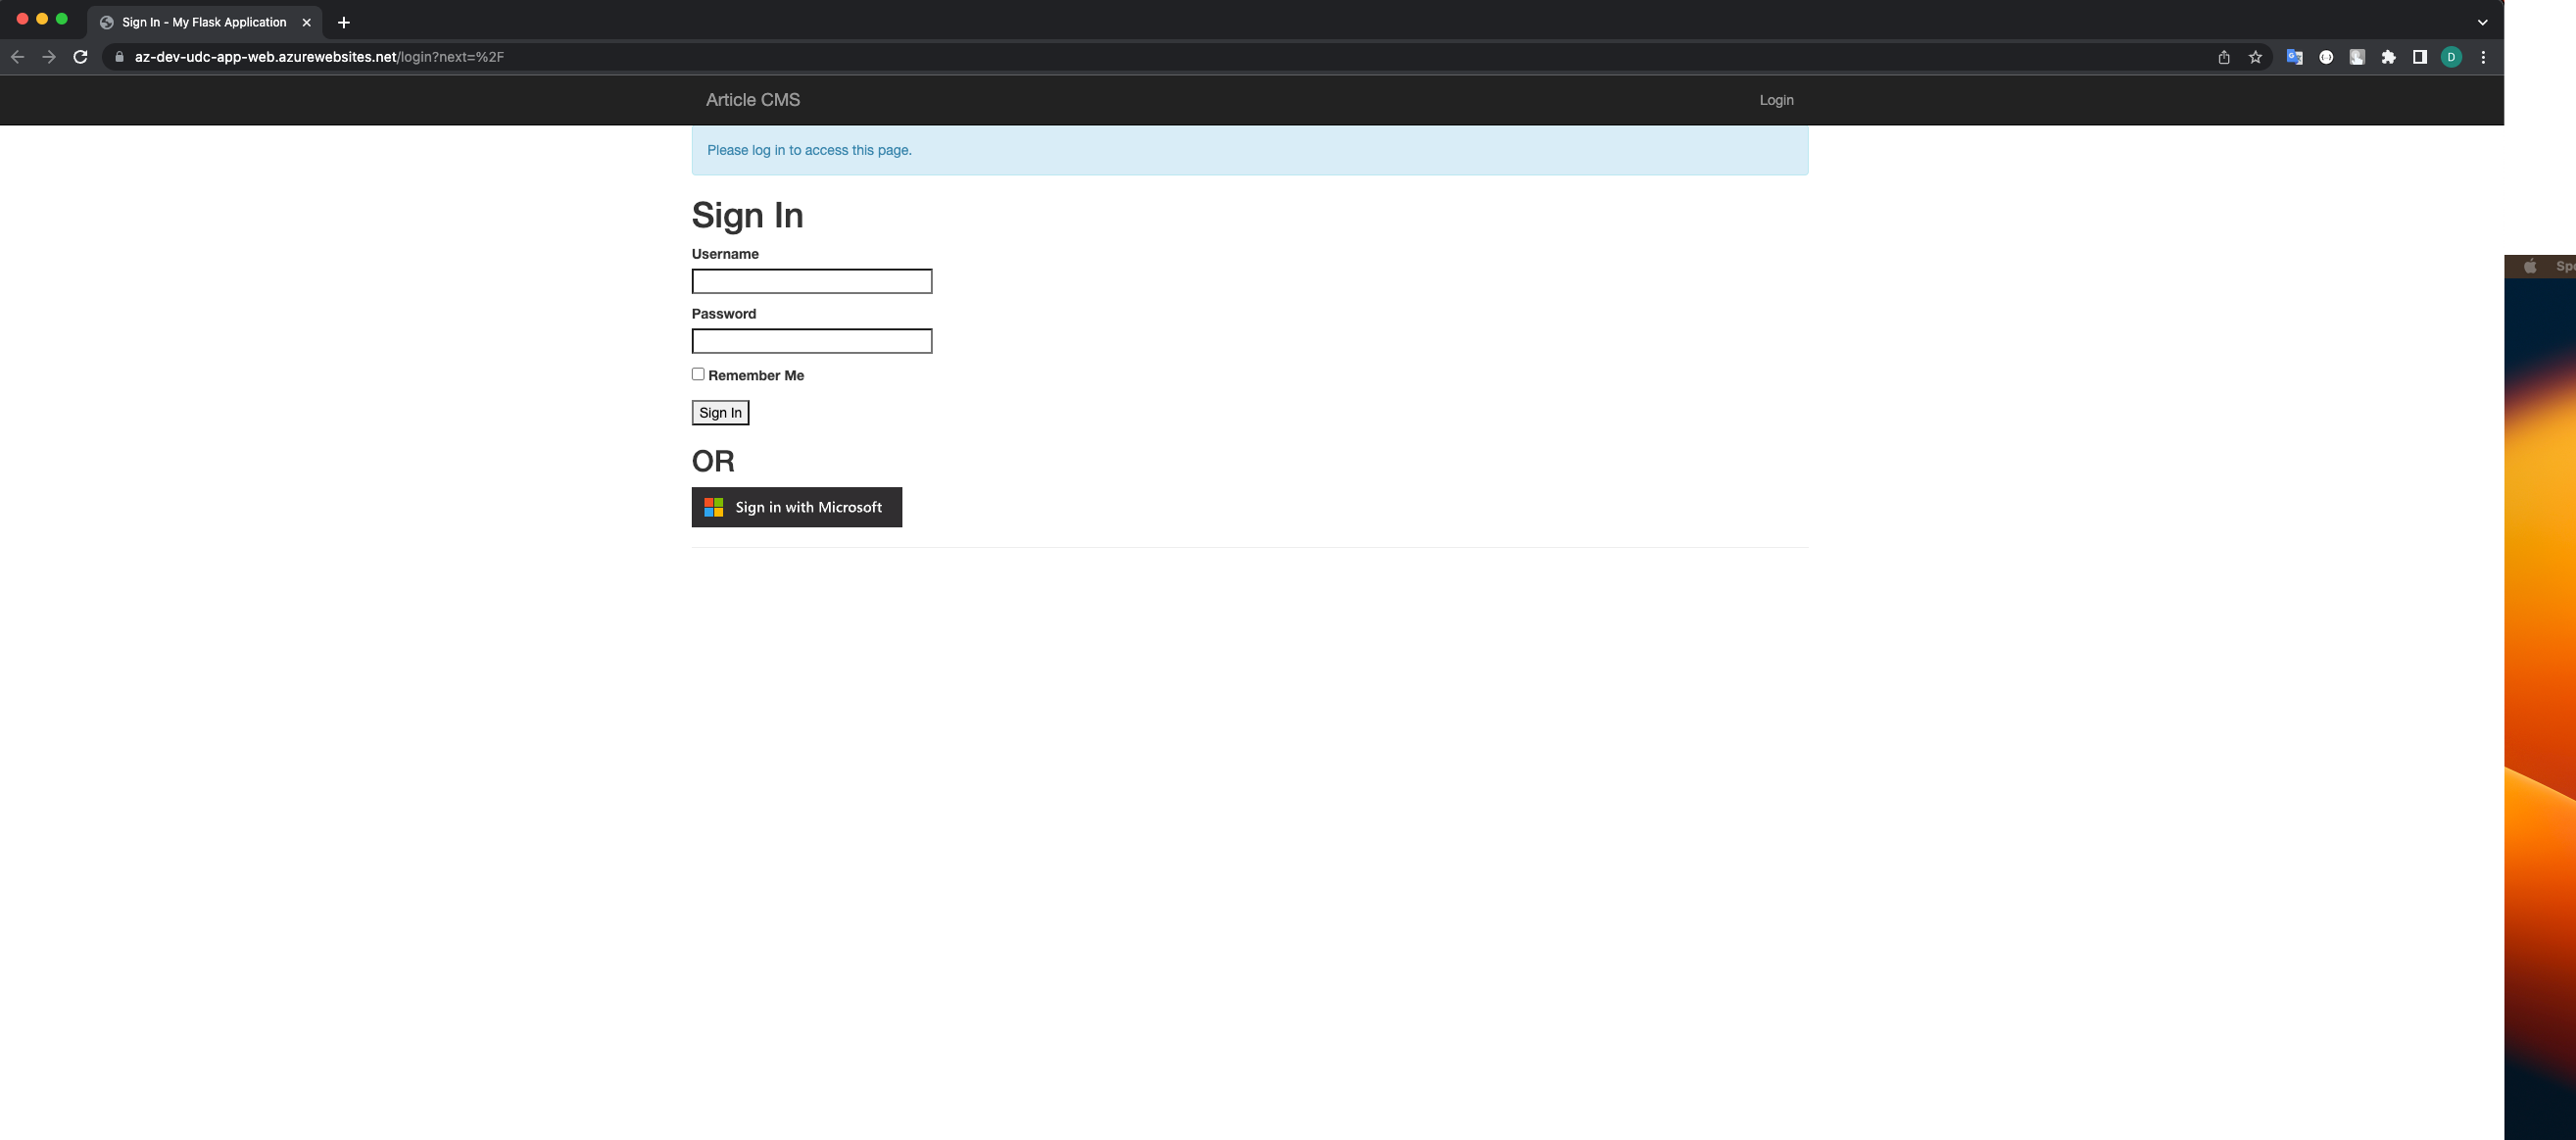 Sign In - My Flask Application
az-dev-udc-app-web.azurewebsites.net/login?next=%2F
D
Article CMS
Login
Please log in to access this page.
Sign In
Username
Password
Remember Me
Sign In
OR
Sign in with Microsoft